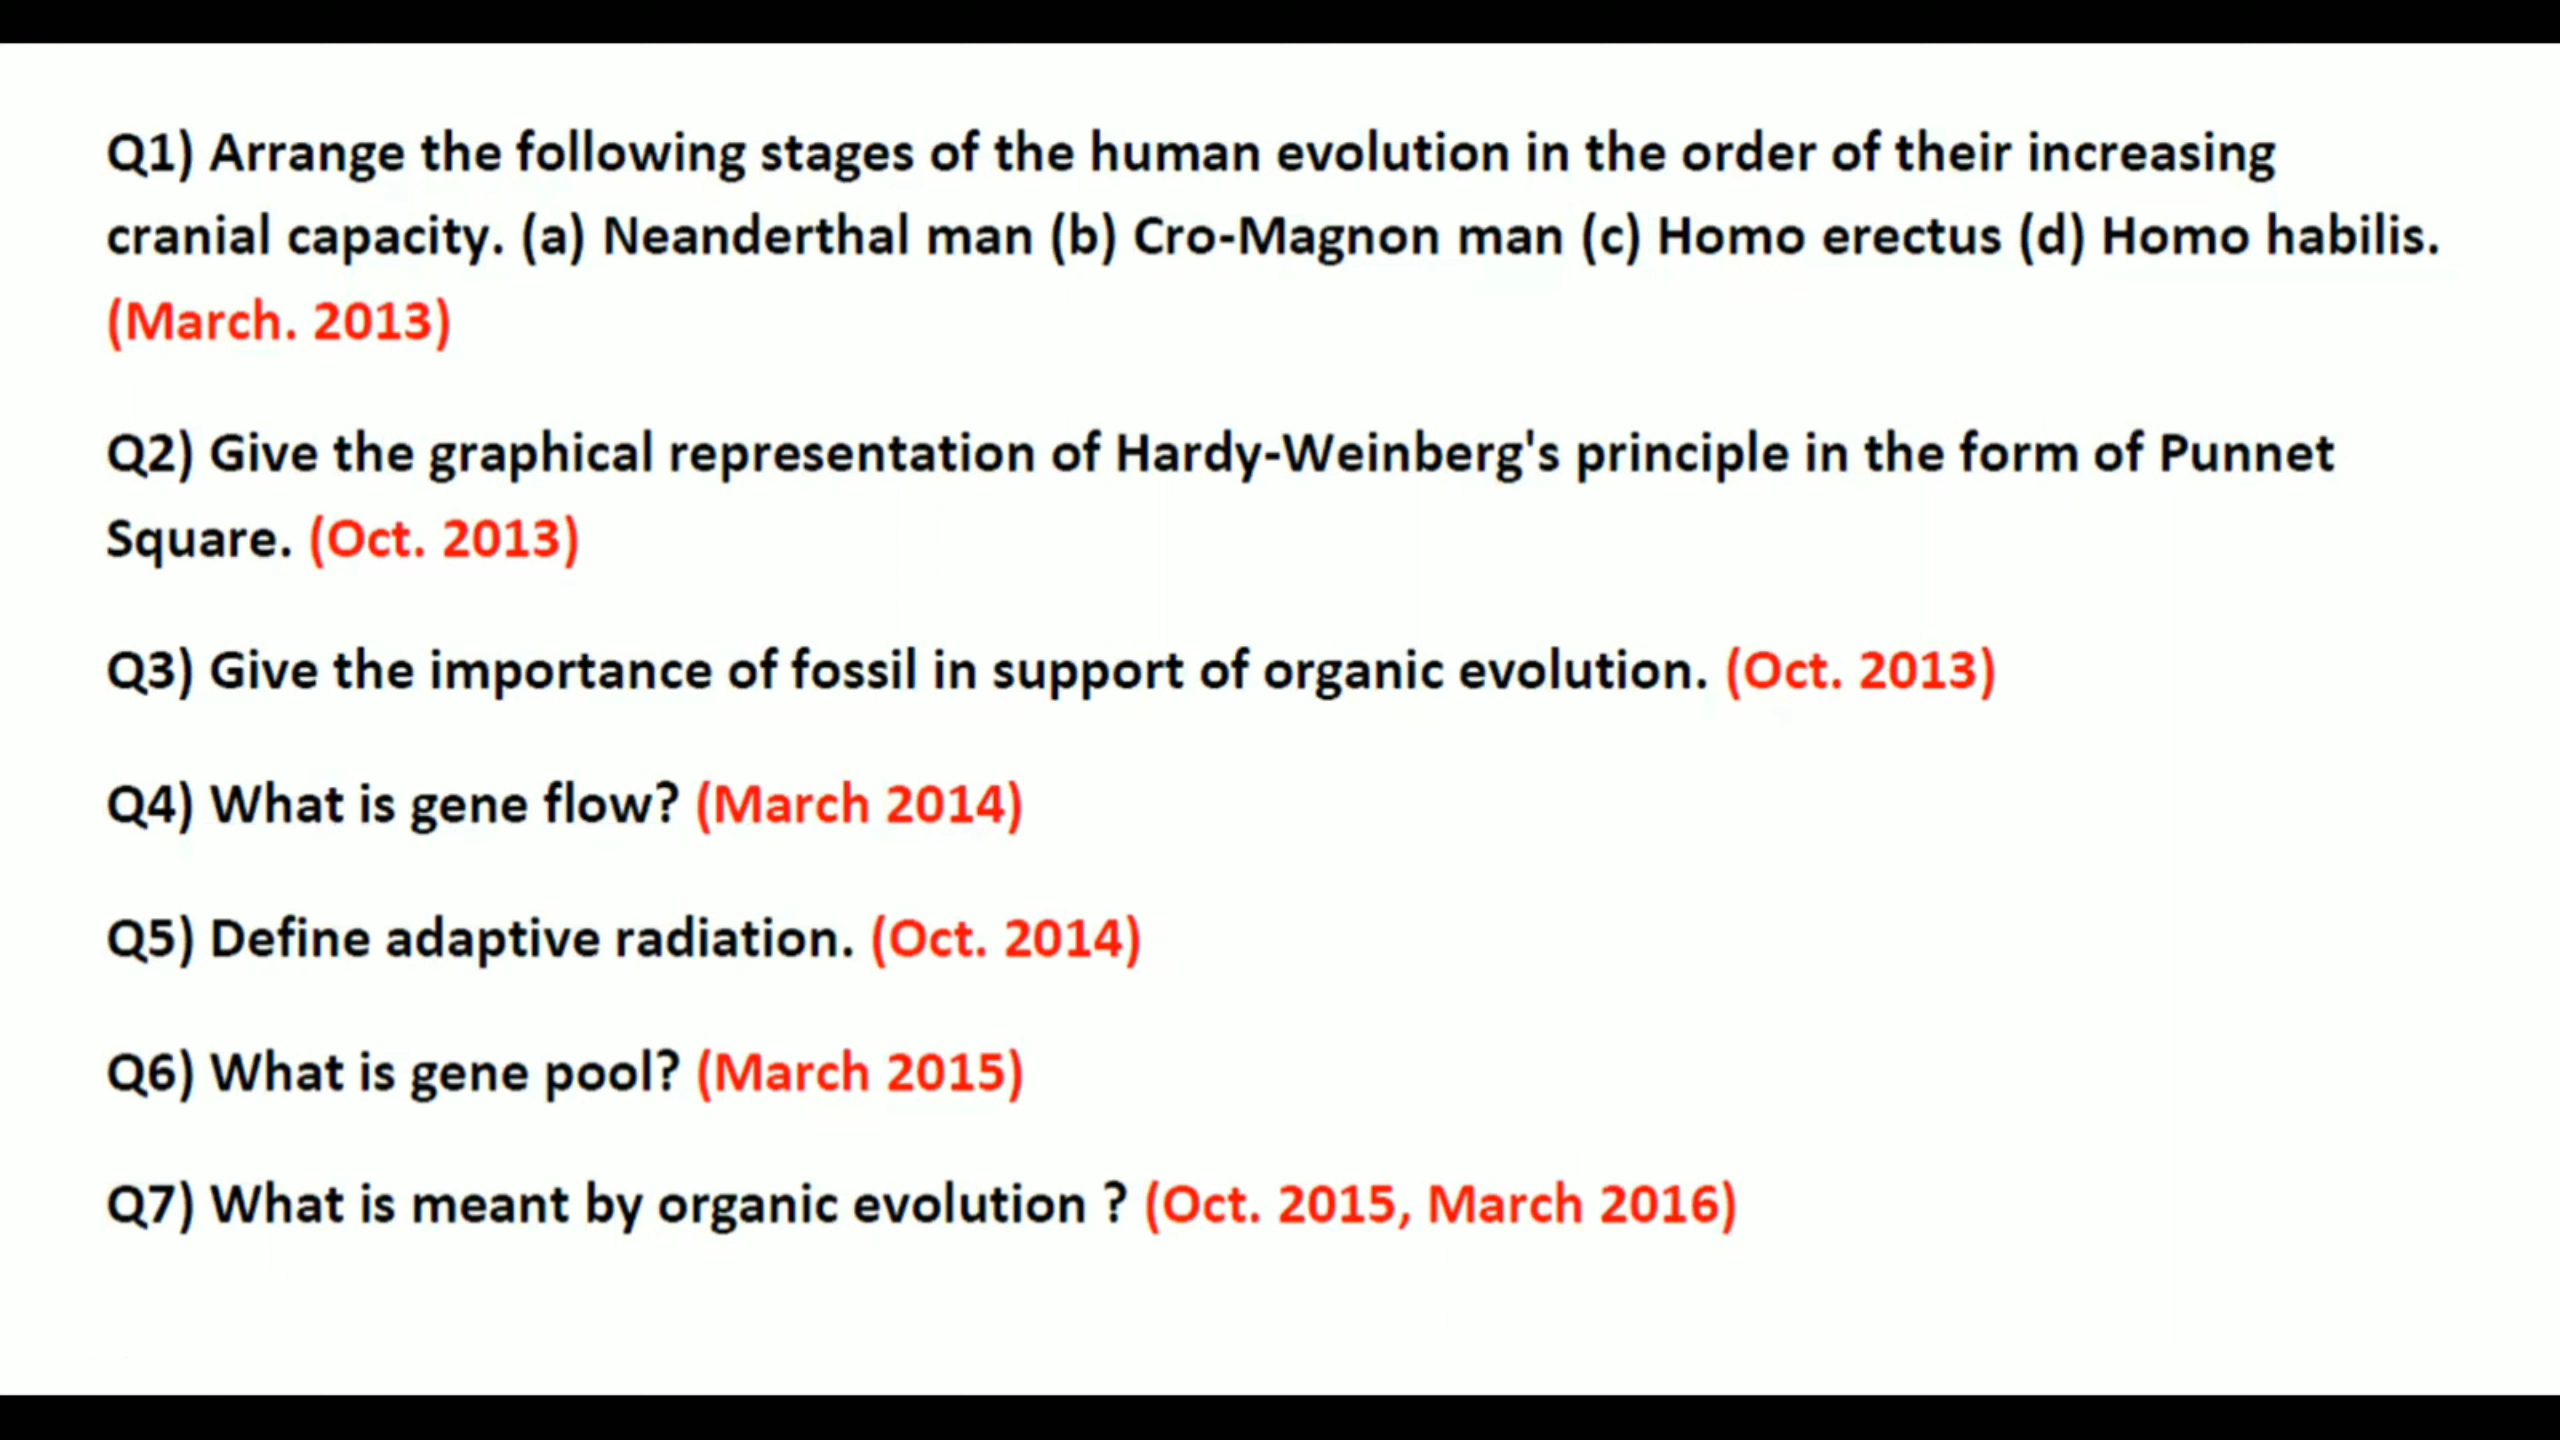 Q1) Arrange the following stages of the human evolution in the order of their increasing
cranial capacity. (a) Neanderthal man (b) Cro-Magnon man (c) Homo erectus (d) Homo habilis.
(March. 2013)
Q2) Give the graphical representation of Hardy-Weinberg's principle in the form of Punnet
Square. (Oct. 2013)
Q3) Give the importance of fossil in support of organic evolution. (Oct. 2013)
Q4) What is gene flow? (March 2014)
Q5) Define adaptive radiation. (Oct. 2014)
Q6) What is gene pool? (March 2015)
Q7) What is meant by organic evolution ? (Oct. 2015, March 2016)